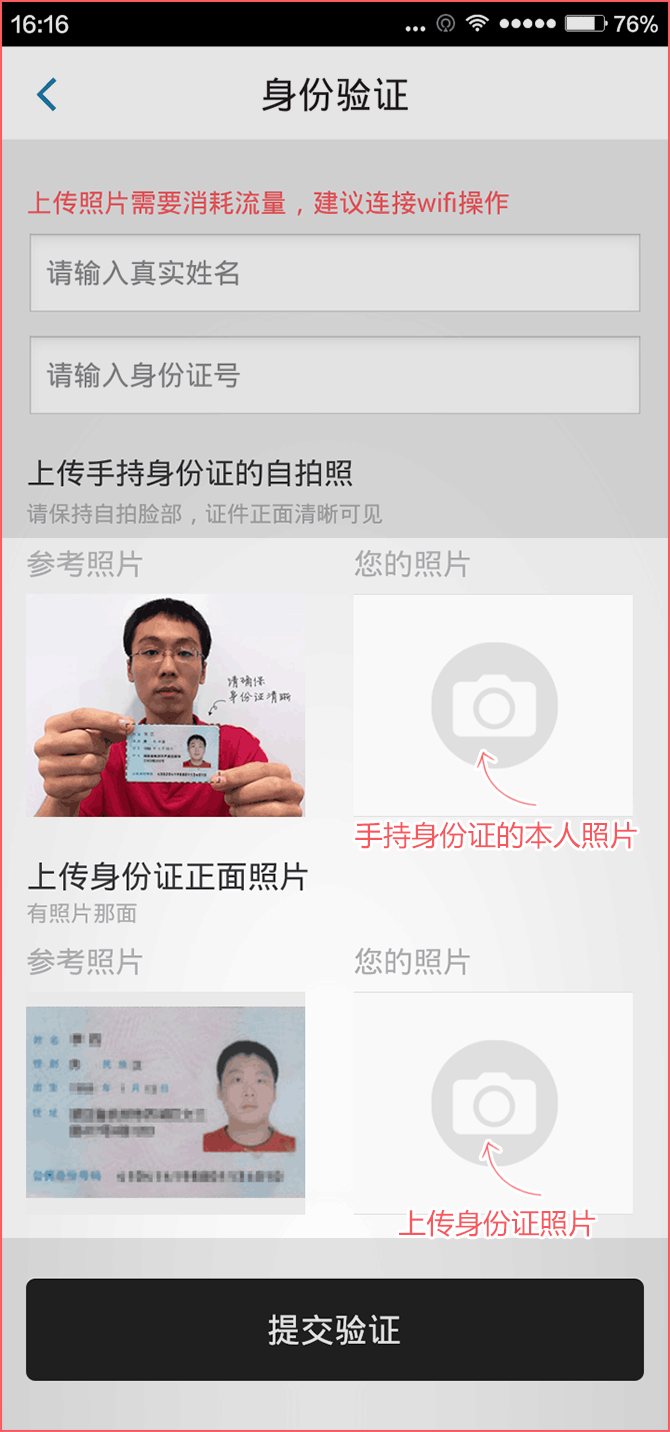 16:16
76%
身份验证
上传照片需要消耗流量，建议连接wifi操作
请输入真实姓名
请输入身份证号
上传手持身份证的自拍照
请保持自拍脸部，证件正面清晰可见
参考照片
您的照片
请确保
身份证清晰
手持身份证的本人照片
上传身份证正面照片
有照片那面
参考照片
您的照片
姓名
性别 男 民族 汉
出生 年 月 日
住址
公民身份号码
上传身份证照片
提交验证